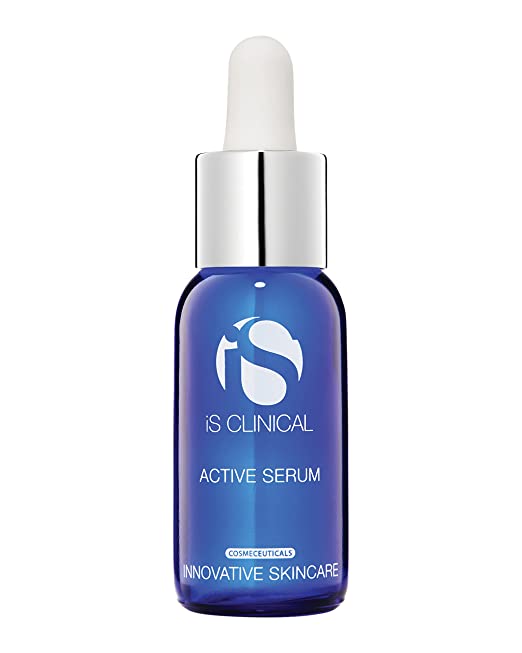 iS
iS CLINICAL
ACTIVE SERUM
COSMECEUTICALS
INNOVATIVE SKINCARE